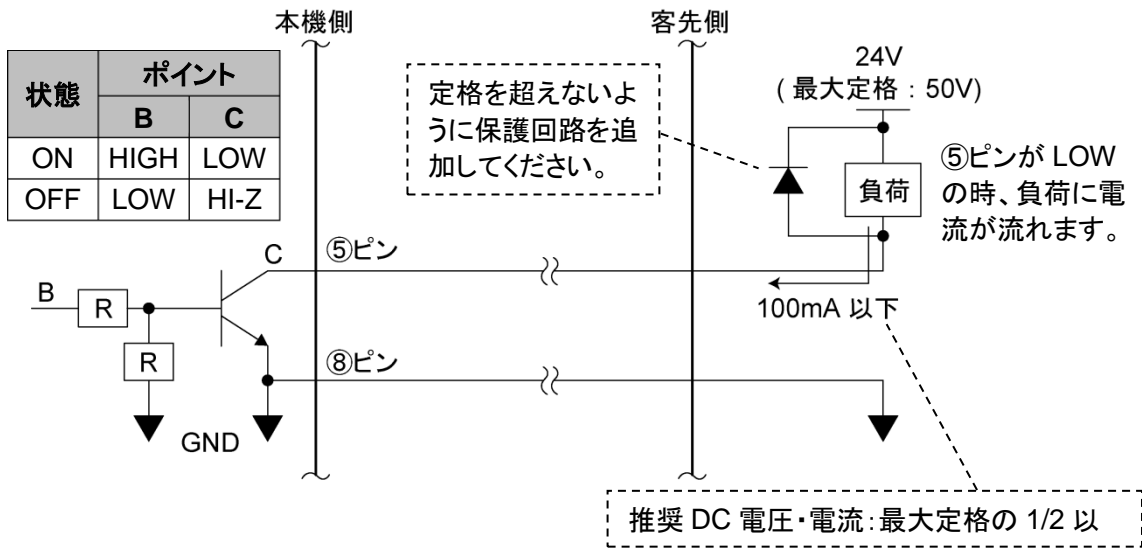 本機側
客先側
状態 ポイント
B C
ON HIGH LOW
OFF LOW HI-Z
定格を超えないよ
うに保護回路を追
加してください。
24V
( 最大定格 : 50V)
負荷
⑤ピンが LOW
の時、負荷に電
流が流れます。
C
⑤ピン
B
R
100mA 以下
R
⑧ピン
GND
推奨 DC 電圧・電流：最大定格の 1/2 以